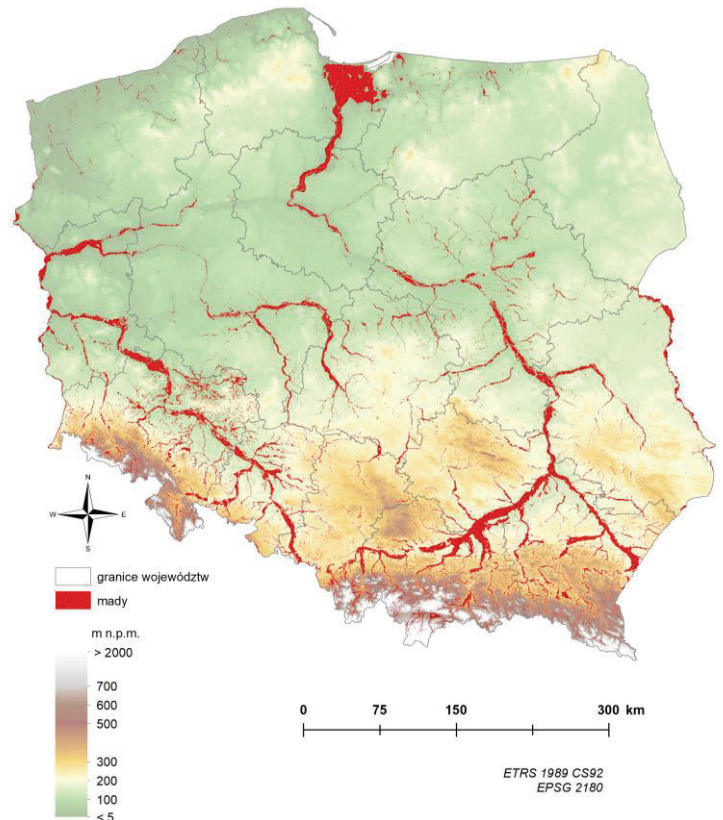 N
W E
S
granice województw
mady
m n.p.m.
> 2000
700
600
500
300
200
100
< 5
0 75 150 300 km
ETRS 1989 CS92
EPSG 2180